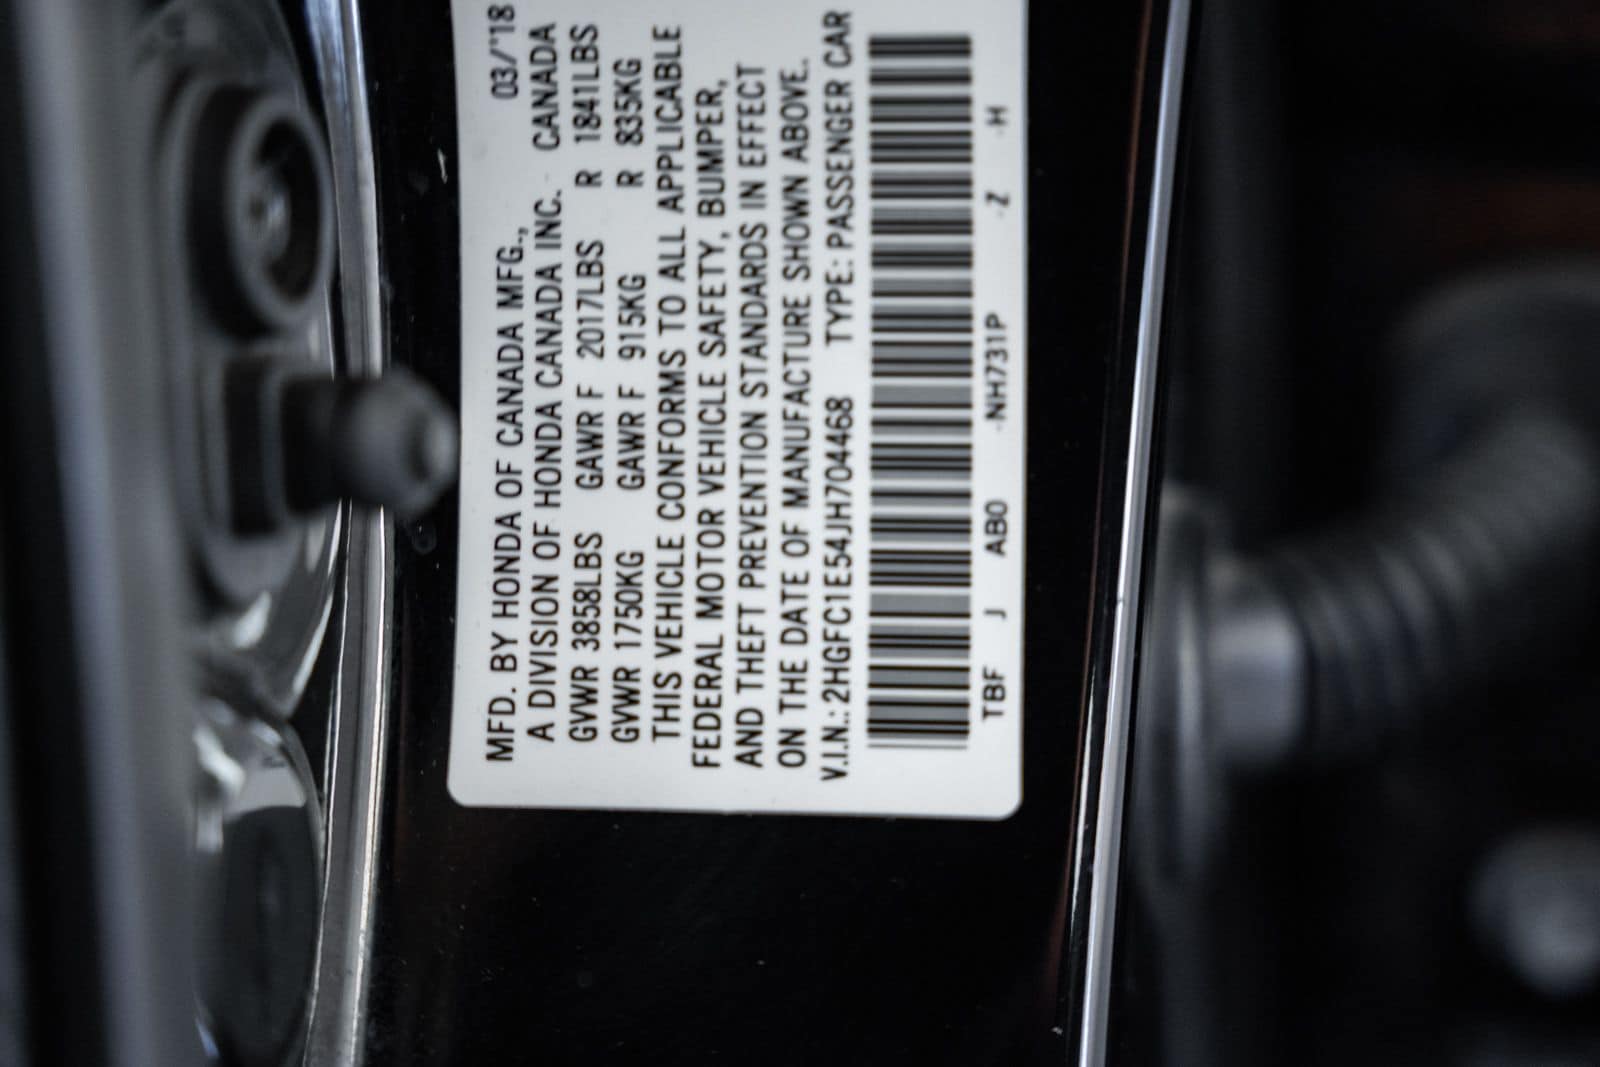 MFD. BY HONDA OF CANADA MFG., 03/'18
A DIVISION OF HONDA CANADA INC. CANADA
GVWR 3858LBS GAWR F 2017LBS R 1841LBS
GVWR 1750KG GAWR F 915KG R 835KG
THIS VEHICLE CONFORMS TO ALL APPLICABLE
FEDERAL MOTOR VEHICLE SAFETY, BUMPER,
AND THEFT PREVENTION STANDARDS IN EFFECT
ON THE DATE OF MANUFACTURE SHOWN ABOVE.
V.I.N.: 2HGFC1E54JH704468 TYPE: PASSENGER CAR
TBF J AB0 -NH731P -Z -H